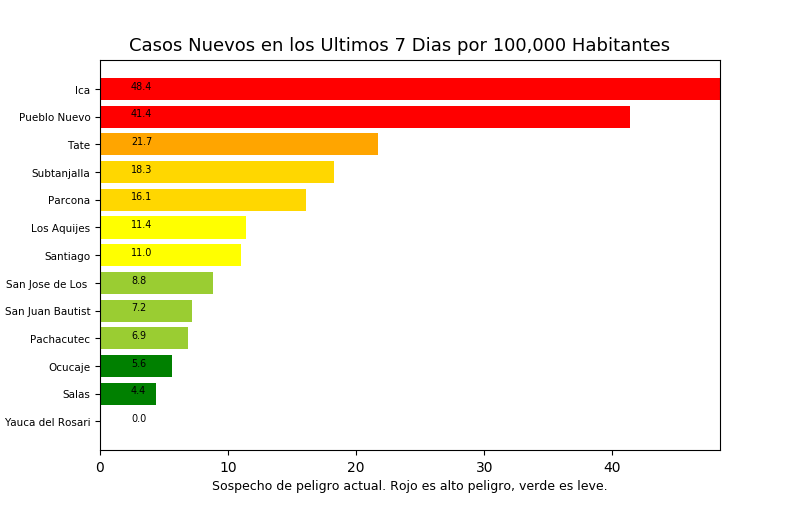 Casos Nuevos en los Ultimos 7 Dias por 100,000 Habitantes
Ica 48.4
Pueblo Nuevo 41.4
Tate 21.7
Subtanjalla 18.3
Parcona 16.1
Los Aquijes 11.4
Santiago 11.0
San Jose de Los 8.8
San Juan Bautist 7.2
Pachacutec 6.9
Ocucaje 5.6
Salas 4.4
Yauca del Rosari 0.0
0 10 20 30 40
Sospecho de peligro actual. Rojo es alto peligro, verde es leve.